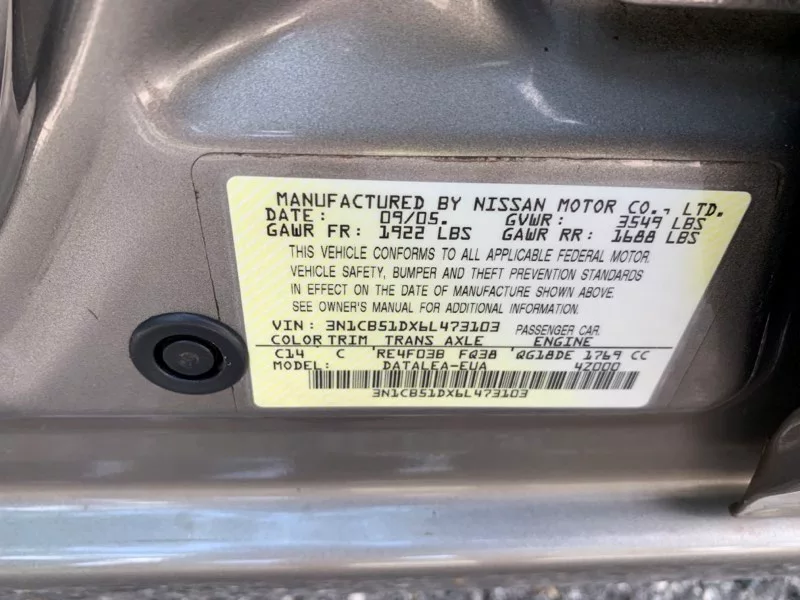 MANUFACTURED BY NISSAN MOTOR CO., LTD.
DATE: 09/05. GVWR: 3549 LBS
GAWR FR: 1922 LBS GAWR RR: 1688 LBS
THIS VEHICLE CONFORMS TO ALL APPLICABLE FEDERAL MOTOR
VEHICLE SAFETY, BUMPER AND THEFT PREVENTION STANDARDS
IN EFFECT ON THE DATE OF MANUFACTURE SHOWN ABOVE.
SEE OWNER'S MANUAL FOR ADDITIONAL INFORMATION.
VIN: 3N1CB51DX6L473103 PASSENGER CAR
COLOR TRIM TRANS AXLE ENGINE
C14 C RE4F03B FQ38 QG18DE 1769 CC
MODEL: DATALEA-EUA 4Z000
3N1CB51DX6L473103